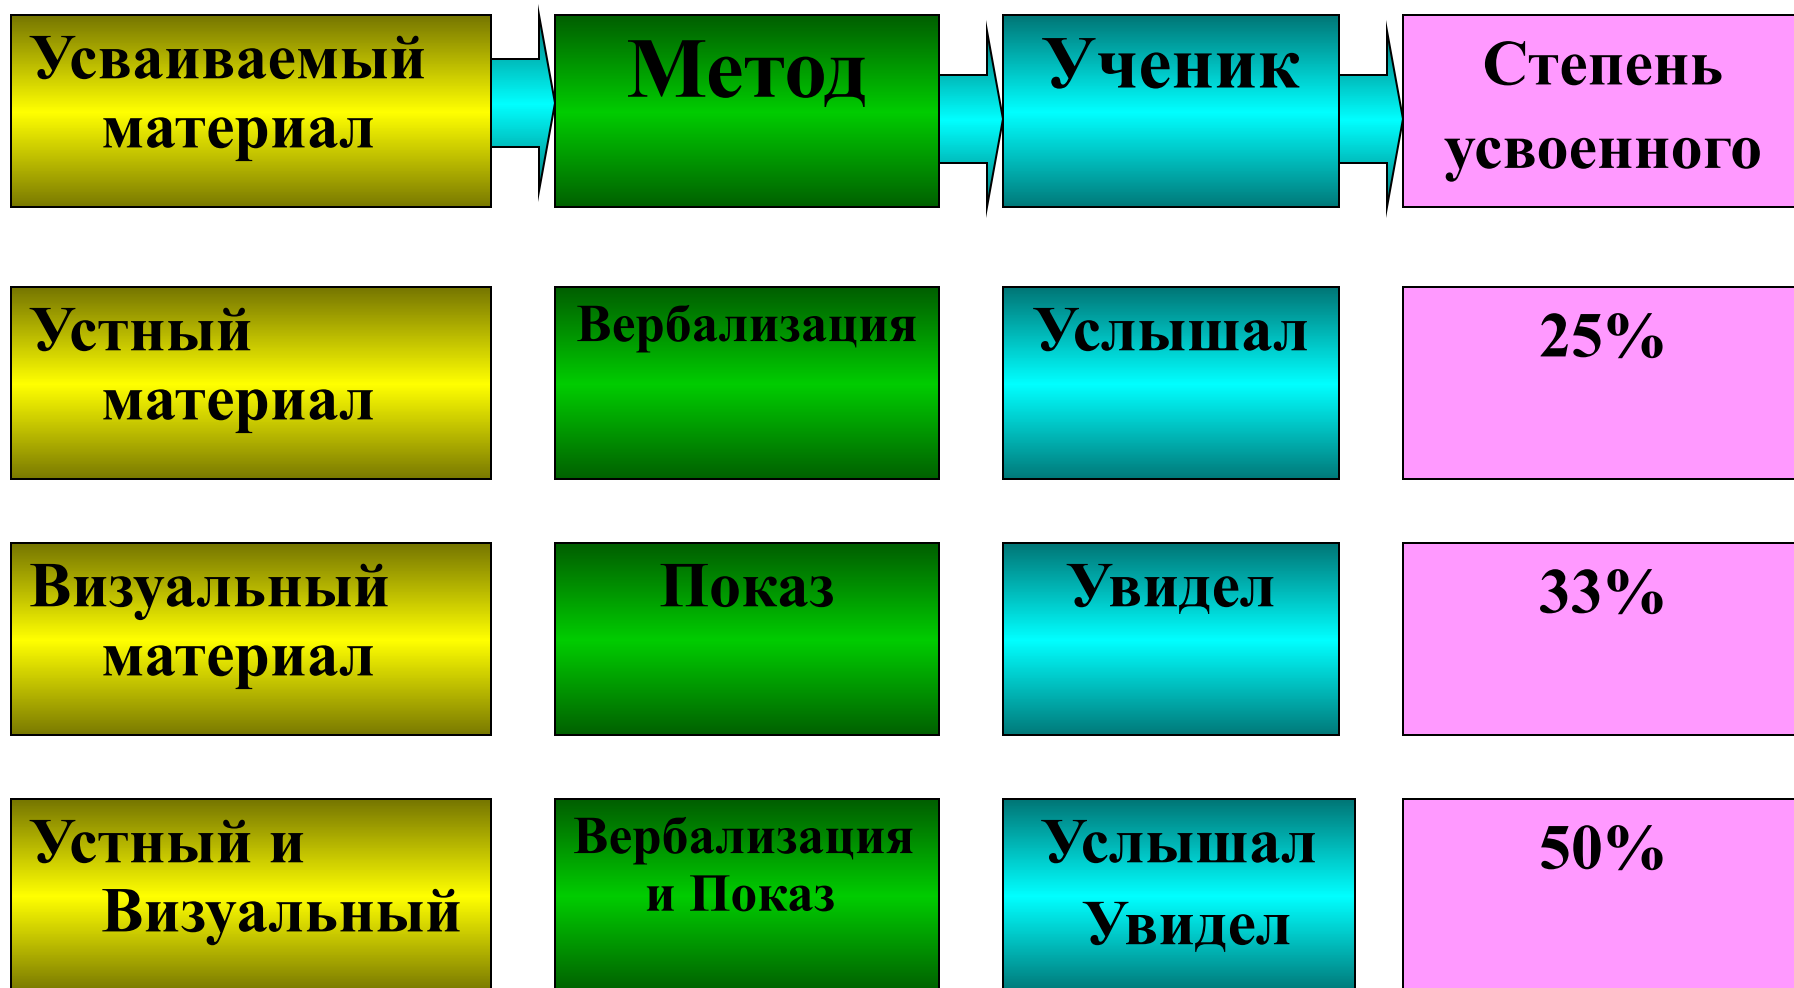 Усваиваемый
материал
Метод
Ученик
Степень
усвоенного
Устный
материал
Вербализация
Услышал
25%
Визуальный
материал
Показ
Увидел
33%
Устный и
Визуальный
Вербализация
и Показ
Услышал
Увидел
50%